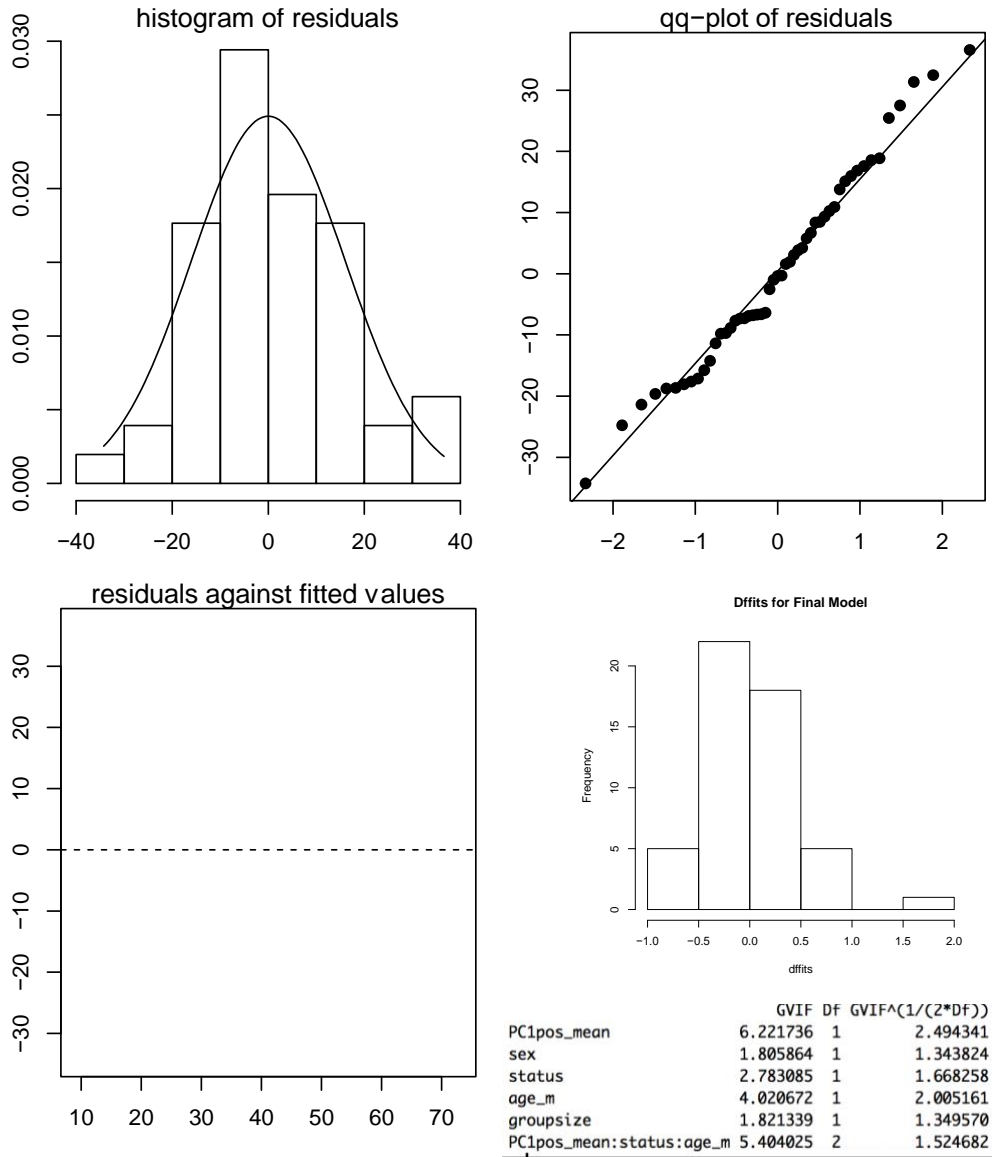 histogram of residuals
0.000
0.010
0.020
0.030
−40 −20 0 20 40
qq−plot of residuals
−30
−20
−10
0
10
20
30
−2 −1 0 1 2
residuals against fitted values
−30
−20
−10
0
10
20
30
10 20 30 40 50 60 70
Dffits for Final Model
Frequency
0
5
10
15
20
−1.0 −0.5 0.0 0.5 1.0 1.5 2.0
dffits
GVIF Df GVIF^(1/(2*Df))
PC1pos_mean 6.221736 1 2.494341
sex 1.805864 1 1.343824
status 2.783085 1 1.668258
age_m 4.020672 1 2.005161
groupsize 1.821339 1 1.349570
PC1pos_mean:status:age_m 5.404025 2 1.524682